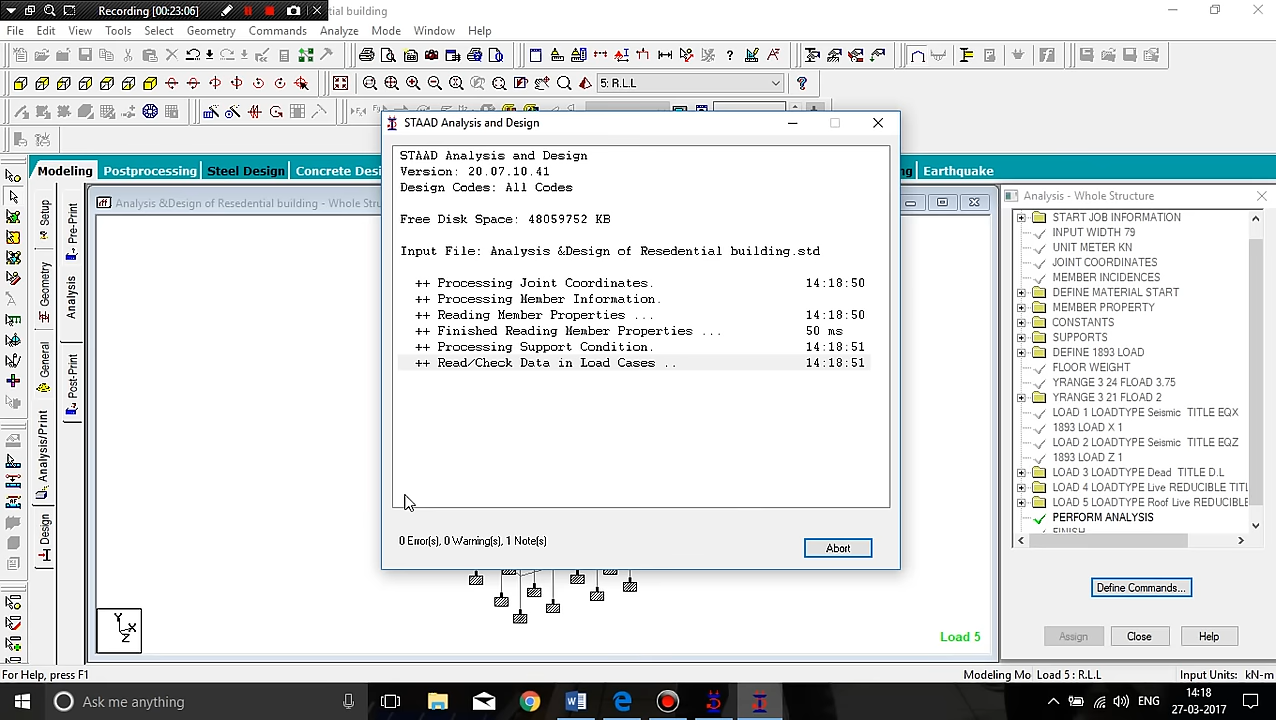 Recording [00:23:06]
tial building
File Edit View Tools Select Geometry Commands Analyze Mode Window Help
5: R.L.L
STAAD Analysis and Design
Modeling Postprocessing Steel Design Concrete Desi
Earthquake
Analysis &Design of Resedential building - Whole Stru
STAAD Analysis and Design
Version: 20.07.10.41
Design Codes: All Codes
Free Disk Space: 48059752 KB
Input File: Analysis &Design of Resedential building.std
++ Processing Joint Coordinates. 14:18:50
++ Processing Member Information.
++ Reading Member Properties ... 14:18:50
++ Finished Reading Member Properties ... 50 ms
++ Processing Support Condition. 14:18:51
++ Read/Check Data in Load Cases .. 14:18:51
0 Error(s), 0 Warning(s), 1 Note(s)
Abort
Setup
Geometry
General
Analysis/Print
Design
Pre-Print
Analysis
Post-Print
Analysis - Whole Structure
START JOB INFORMATION
INPUT WIDTH 79
UNIT METER KN
JOINT COORDINATES
MEMBER INCIDENCES
DEFINE MATERIAL START
MEMBER PROPERTY
CONSTANTS
SUPPORTS
DEFINE 1893 LOAD
FLOOR WEIGHT
YRANGE 3 24 FLOAD 3.75
YRANGE 3 21 FLOAD 2
LOAD 1 LOADTYPE Seismic TITLE EQX
1893 LOAD X 1
LOAD 2 LOADTYPE Seismic TITLE EQZ
1893 LOAD Z 1
LOAD 3 LOADTYPE Dead TITLE D.L
LOAD 4 LOADTYPE Live REDUCIBLE TITL
LOAD 5 LOADTYPE Roof Live REDUCIBLE
PERFORM ANALYSIS
FINISH
Define Commands...
Assign Close Help
Y
X
Z
Load 5
For Help, press F1
Modeling Mo Load 5 : R.L.L Input Units: kN-m
Ask me anything
ENG
14:18
27-03-2017